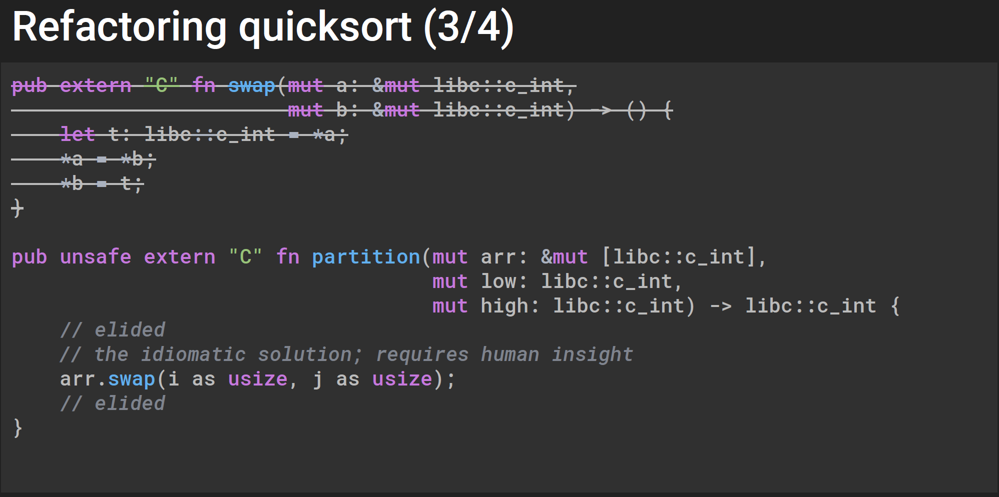 Refactoring quicksort (3/4)
pub extern "C" fn swap(mut a: &mut libc::c_int,
                       mut b: &mut libc::c_int) -> () {
    let t: libc::c_int = *a;
    *a = *b;
    *b = t;
}
pub unsafe extern "C" fn partition(mut arr: &mut [libc::c_int],
                                   mut low: libc::c_int,
                                   mut high: libc::c_int) -> libc::c_int {
    // elided
    // the idiomatic solution; requires human insight
    arr.swap(i as usize, j as usize);
    // elided
}